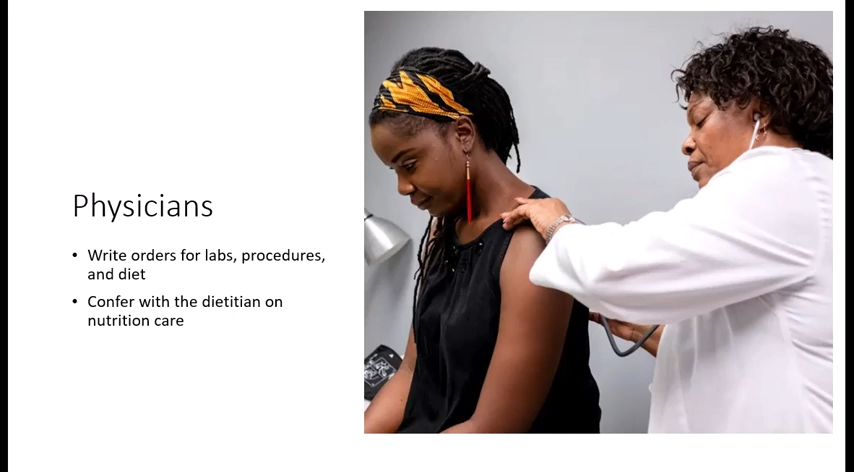 Physicians
• Write orders for labs, procedures,
and diet
• Confer with the dietitian on
nutrition care